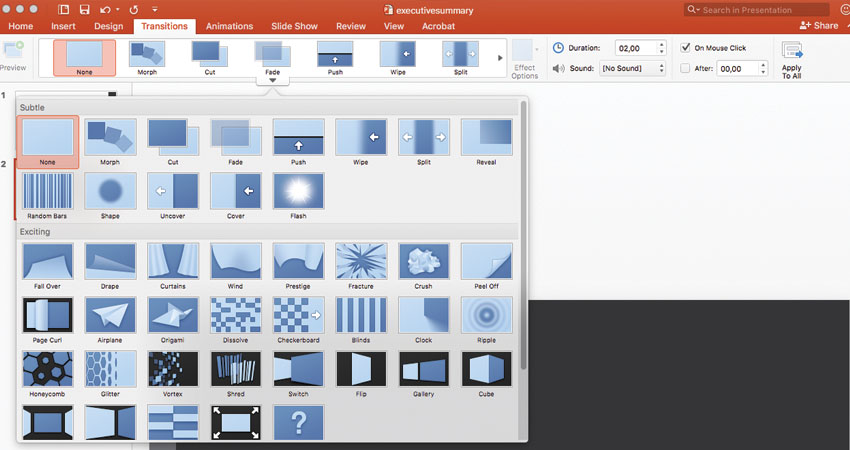 executivesummary
Search in Presentation
Home Insert Design Transitions Animations Slide Show Review View Acrobat
Share
Preview
None Morph Cut Fade Push Wipe Split
Effect
Options
Duration: 02,00
Sound: [No Sound]
On Mouse Click
After: 00,00
Apply
To All
1
2
Subtle
None Morph Cut Fade Push Wipe Split Reveal
Random Bars Shape Uncover Cover Flash
Exciting
Fall Over Drape Curtains Wind Prestige Fracture Crush Peel Off
Page Curl Airplane Origami Dissolve Checkerboard Blinds Clock Ripple
Honeycomb Glitter Vortex Shred Switch Flip Gallery Cube
?